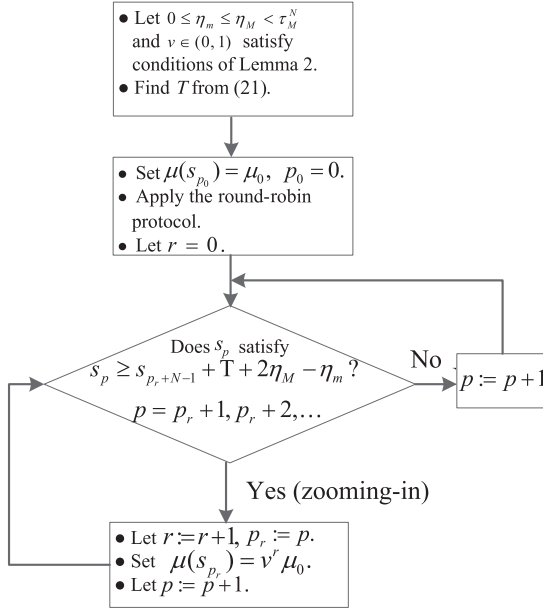 • Let 0 ≤ η_m ≤ η_M < τ_M^N
and v ∈ (0, 1) satisfy
conditions of Lemma 2.
• Find T from (21).
• Set μ(s_{p_0}) = μ_0, p_0 = 0.
• Apply the round-robin
protocol.
• Let r = 0.
Does s_p satisfy
s_p ≥ s_{p_r+N−1} + T + 2η_M − η_m ?
p = p_r + 1, p_r + 2,...
No
p := p + 1
Yes (zooming-in)
• Let r := r+1, p_r := p.
• Set μ(s_{p_r}) = v^r μ_0.
• Let p := p+1.